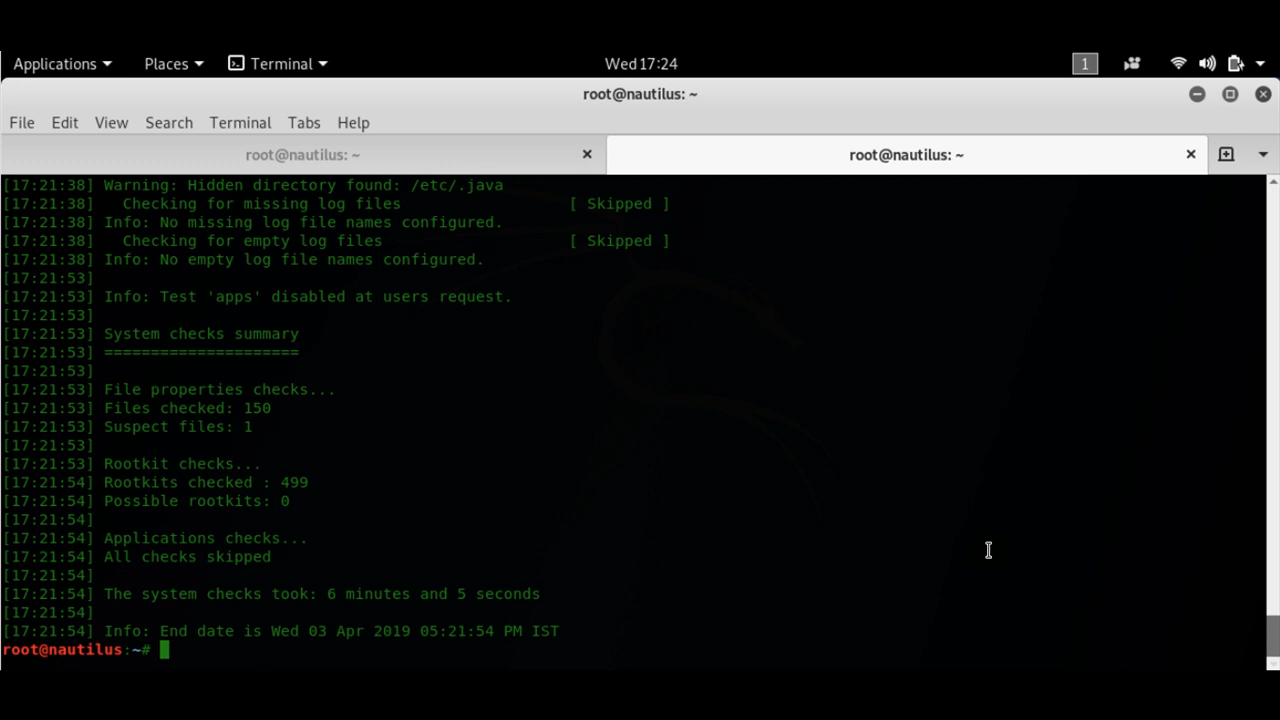 Applications Places Terminal Wed 17:24 1
root@nautilus: ~
File Edit View Search Terminal Tabs Help
root@nautilus: ~ root@nautilus: ~
[17:21:38] Warning: Hidden directory found: /etc/.java
[17:21:38]   Checking for missing log files                  [ Skipped ]
[17:21:38] Info: No missing log file names configured.
[17:21:38]   Checking for empty log files                    [ Skipped ]
[17:21:38] Info: No empty log file names configured.
[17:21:53]
[17:21:53] Info: Test 'apps' disabled at users request.
[17:21:53]
[17:21:53] System checks summary
[17:21:53] =====================
[17:21:53]
[17:21:53] File properties checks...
[17:21:53] Files checked: 150
[17:21:53] Suspect files: 1
[17:21:53]
[17:21:53] Rootkit checks...
[17:21:54] Rootkits checked : 499
[17:21:54] Possible rootkits: 0
[17:21:54]
[17:21:54] Applications checks...
[17:21:54] All checks skipped
[17:21:54]
[17:21:54] The system checks took: 6 minutes and 5 seconds
[17:21:54]
[17:21:54] Info: End date is Wed 03 Apr 2019 05:21:54 PM IST
root@nautilus:~#